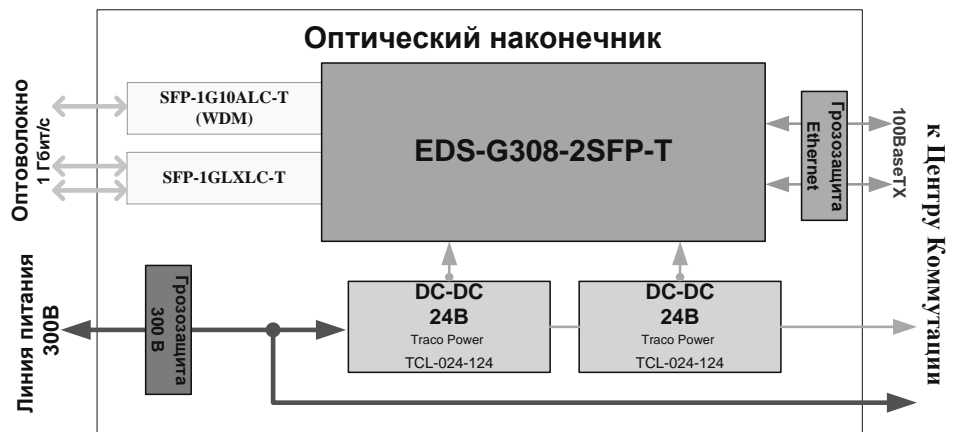 Оптический наконечник
SFP-1G10ALC-T
(WDM)
SFP-1GLXLC-T
EDS-G308-2SFP-T
Оптоволокно
1 Гбит/с
Грозозащита
Ethernet
100BaseTX
к Центру Коммутации
Линия питания
300В
Грозозащита
300 В
DC-DC
24В
Traco Power
TCL-024-124
DC-DC
24В
Traco Power
TCL-024-124